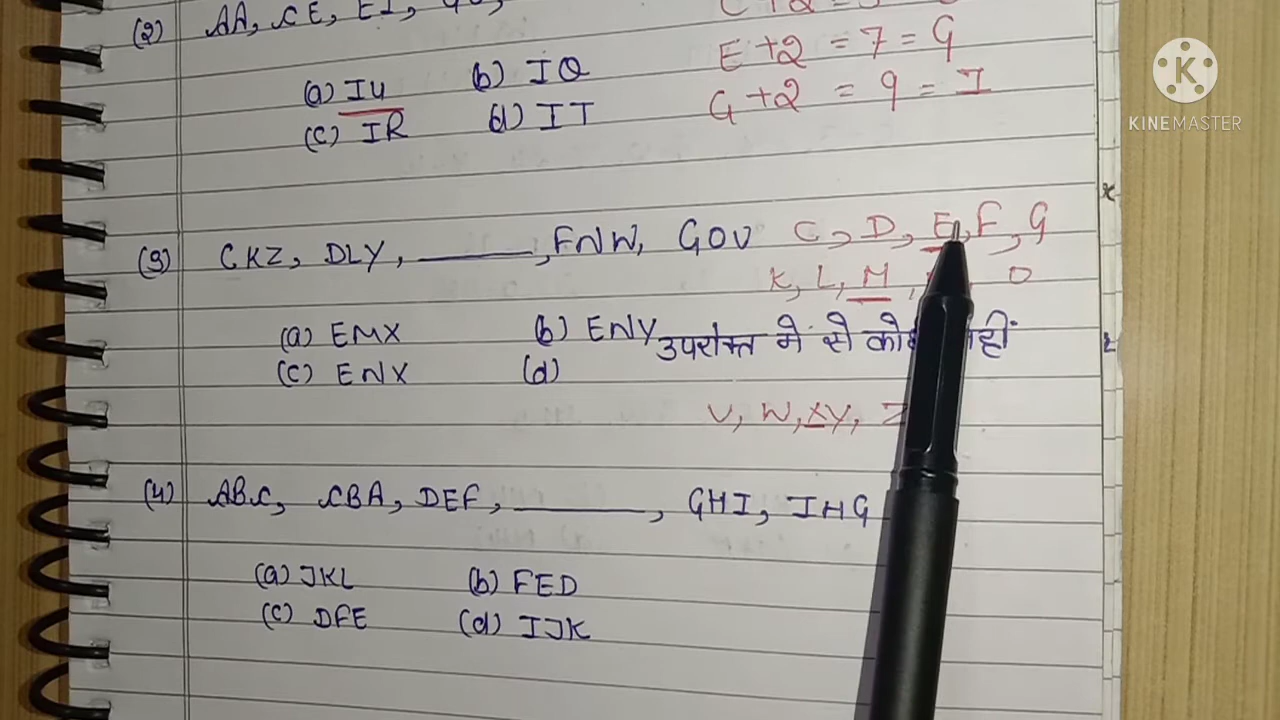 (2) AA, CE, EI,
E +2 = 7 = G
(a) IU (b) IQ
G +2 = 9 = I
(c) IR (d) IT
KINEMASTER
(3) CKZ, DLY, ______, FNW, GOV C, D, E, F, G
K, L, M, O
(a) EMX (b) ENY
(c) ENX (d) उपरोक्त मे से
V, W, X Y, Z
(4) ABC, CBA, DEF, ______, GHI, IHG
(a) JKL (b) FED
(c) DFE (d) IJK